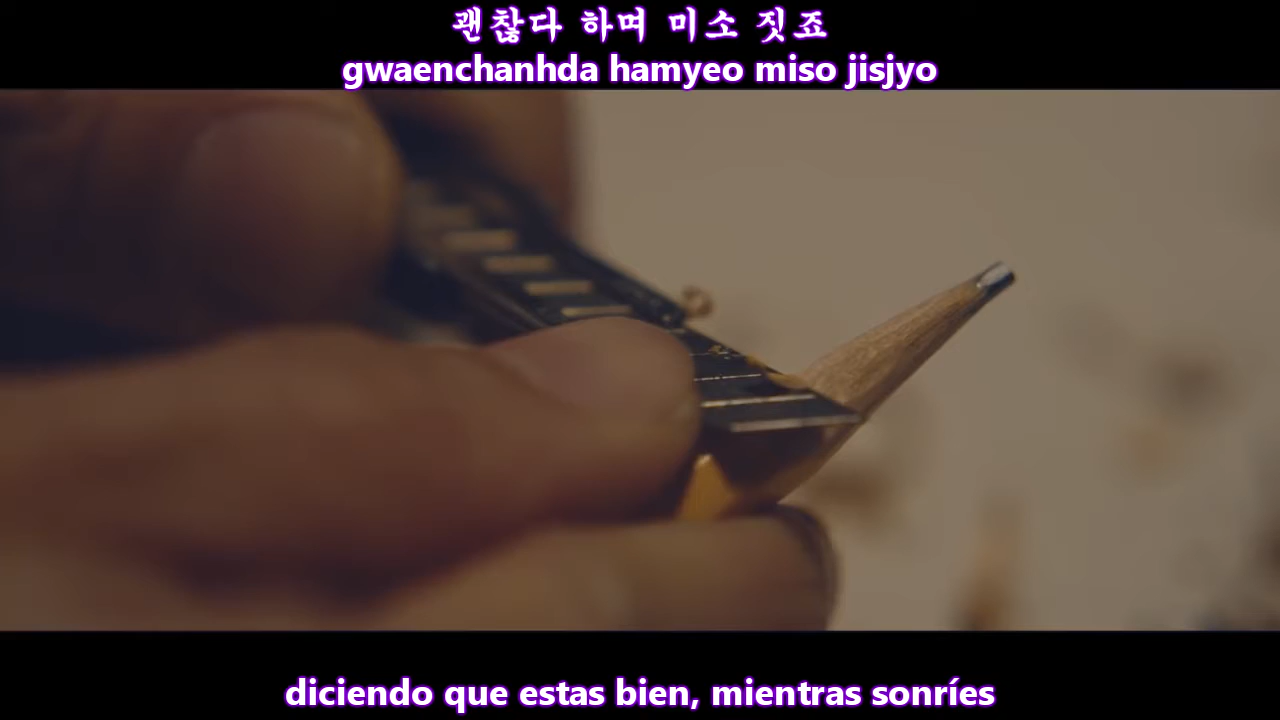 괜찮다 하며 미소 짓죠
gwaenchanhda hamyeo miso jisjyo
diciendo que estas bien, mientras sonríes